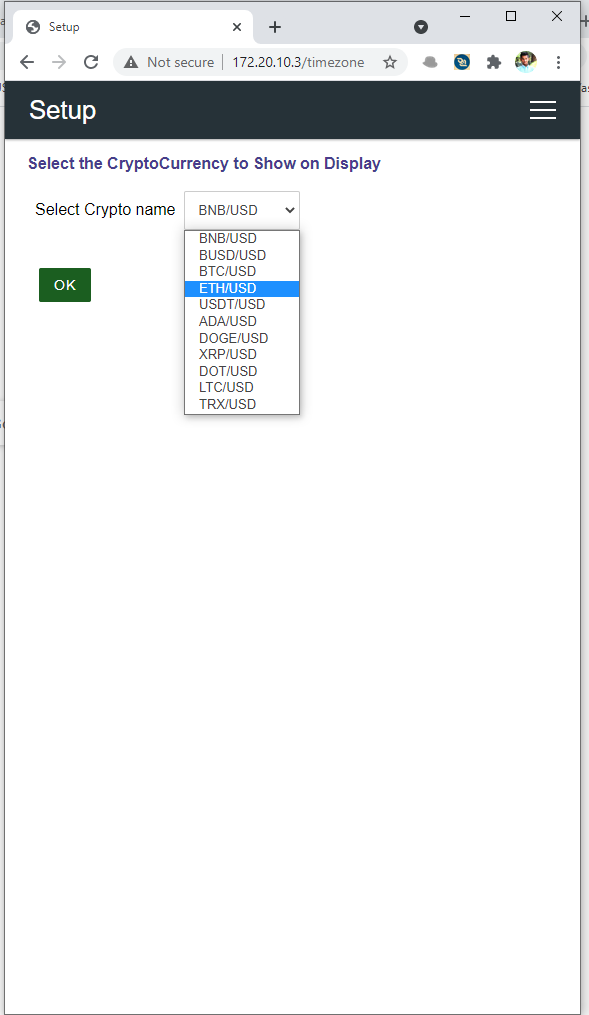 Setup
Not secure 172.20.10.3/timezone
Setup
Select the CryptoCurrency to Show on Display
Select Crypto name BNB/USD
BNB/USD
BUSD/USD
BTC/USD
ETH/USD
USDT/USD
ADA/USD
DOGE/USD
XRP/USD
DOT/USD
LTC/USD
TRX/USD
OK